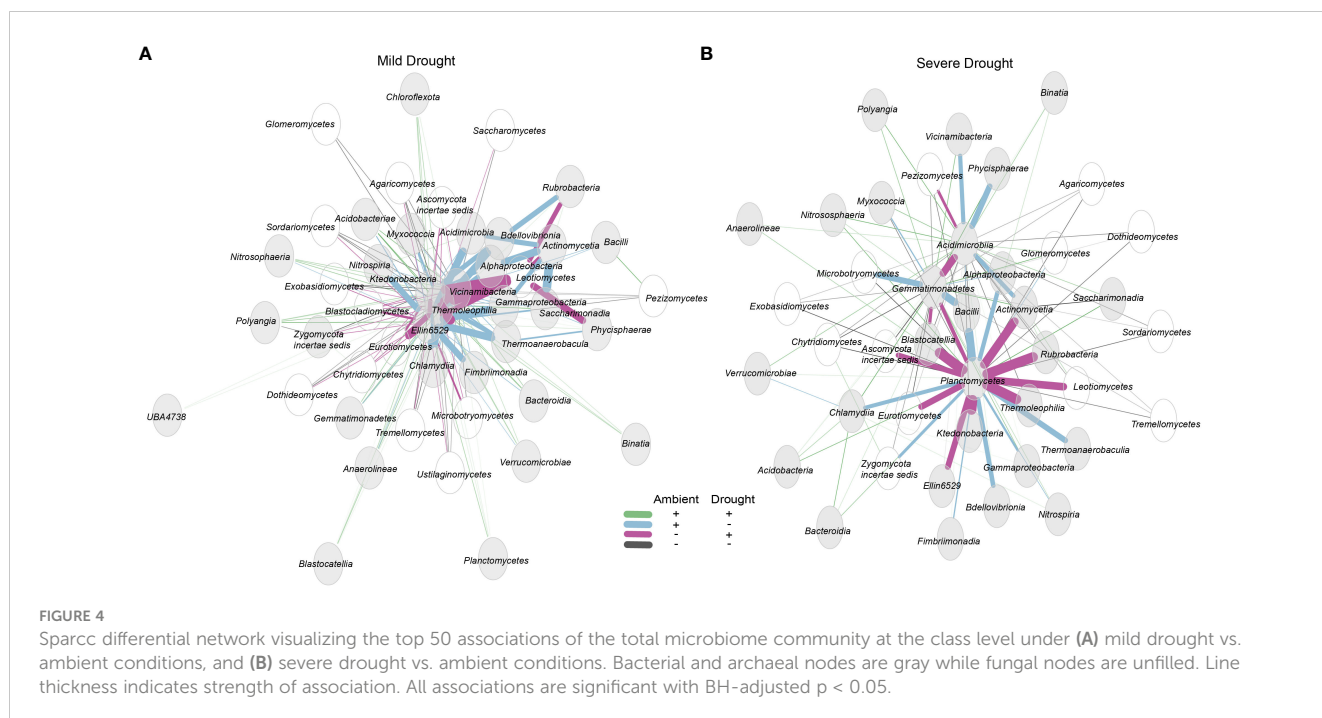 A
Mild Drought
Chloroflexota
Glomeromycetes
Saccharomycetes
Agaricomycetes
Ascomycota
incertae sedis
Rubrobacteria
Acidobacteriae
Sordariomycetes
Myxococcia
Acidimicrobia
Bdellovibrionia
Actinomycetia
Bacilli
Nitrososphaeria
Nitrospiria
Alphaproteobacteria
Ktedonobacteria
Leotiomycetes
Exobasidiomycetes
Vicinamibacteria
Gammaproteobacteria
Pezizomycetes
Blastocladiomycetes
Thermoleophilia
Saccharimonadia
Polyangia
Zygomycota
incertae sedis
Ellin6529
Phycisphaerae
Eurotiomycetes
Thermoanaerobacula
Chlamydiia
Fimbriimonadia
Chytridiomycetes
Dothideomycetes
Bacteroidia
UBA4738
Gemmatimonadetes
Microbotryomycetes
Tremellomycetes
Binatia
Anaerolineae
Ustilaginomycetes
Verrucomicrobiae
Blastocatellia
Planctomycetes
B
Severe Drought
Binatia
Polyangia
Vicinamibacteria
Pezizomycetes
Phycisphaerae
Agaricomycetes
Myxococcia
Nitrososphaeria
Anaerolineae
Acidimicrobiia
Dothideomycetes
Glomeromycetes
Microbotryomycetes
Alphaproteobacteria
Gemmatimonadetes
Saccharimonadia
Exobasidiomycetes
Bacilli
Actinomycetia
Sordariomycetes
Chytridiomycetes
Blastocatellia
Ascomycota
incertae sedis
Rubrobacteria
Verrucomicrobiae
Planctomycetes
Leotiomycetes
Chlamydiia
Eurotiomycetes
Thermoleophilia
Tremellomycetes
Ktedonobacteria
Thermoanaerobaculia
Zygomycota
incertae sedis
Acidobacteria
Gammaproteobacteria
Ellin6529
Bdellovibrionia
Nitrospiria
Bacteroidia
Fimbriimonadia
Ambient Drought
+ +
+ -
- +
- -
FIGURE 4
Sparcc differential network visualizing the top 50 associations of the total microbiome community at the class level under (A) mild drought vs.
ambient conditions, and (B) severe drought vs. ambient conditions. Bacterial and archaeal nodes are gray while fungal nodes are unfilled. Line
thickness indicates strength of association. All associations are significant with BH-adjusted p < 0.05.